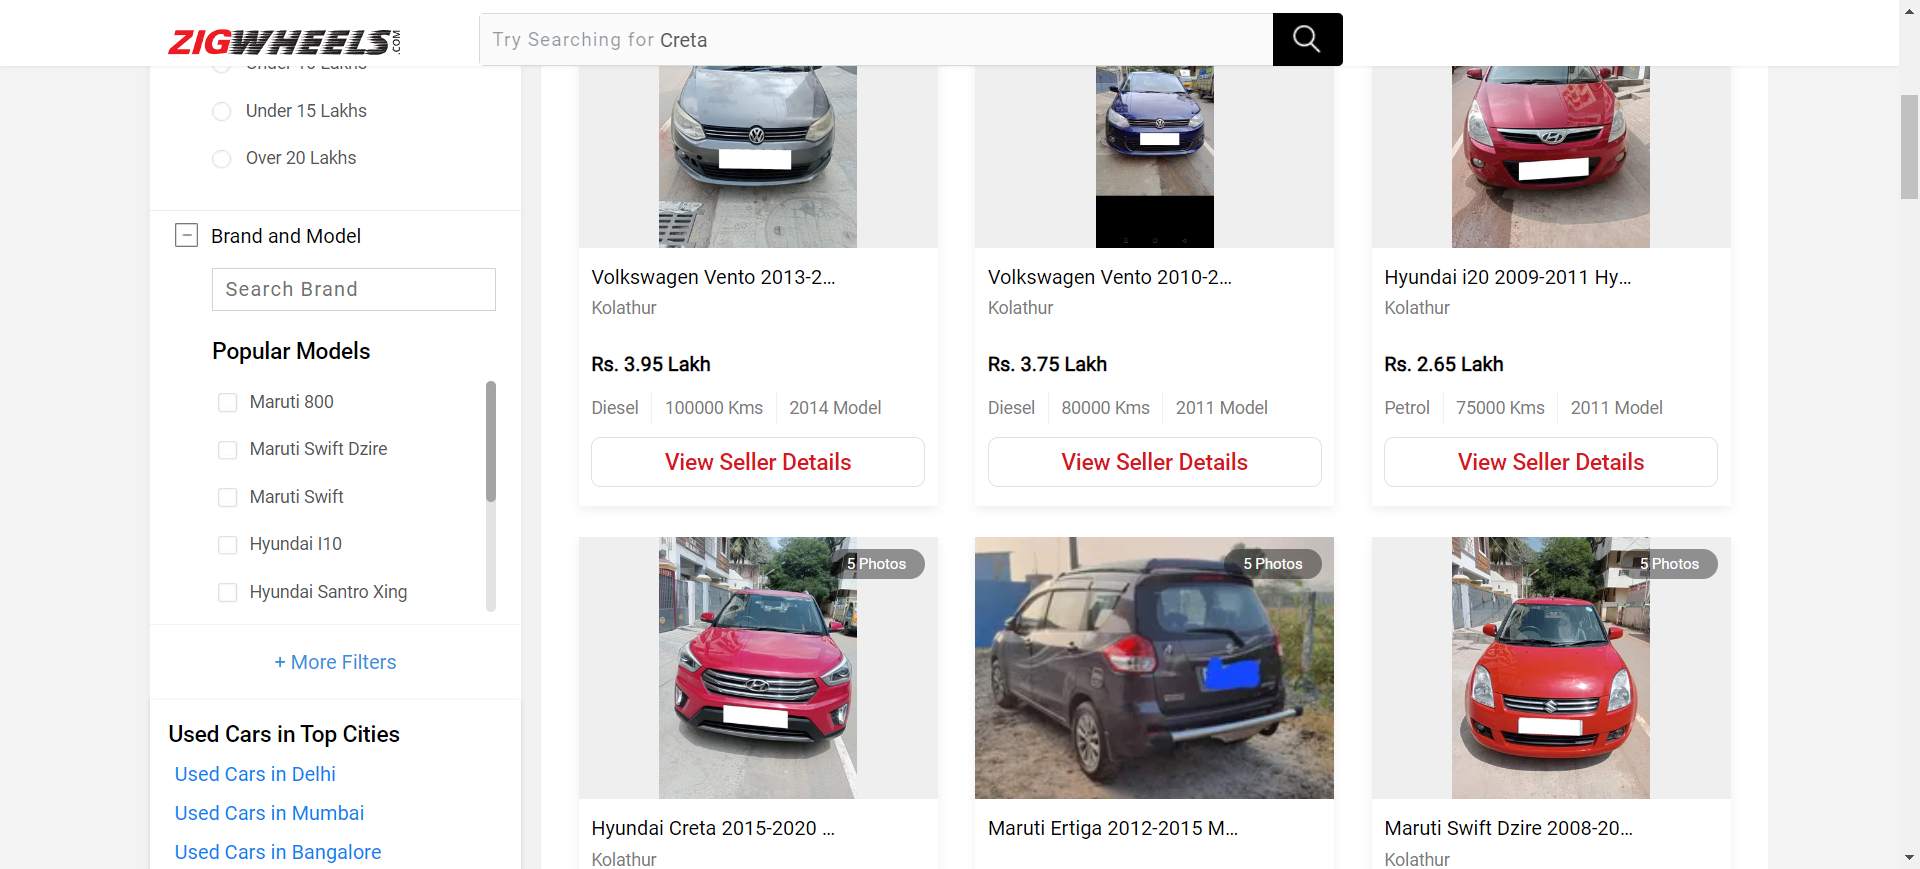 ZIGWHEELS.COM
Try Searching for Creta
Under 15 Lakhs
Over 20 Lakhs
Brand and Model
Search Brand
Popular Models
Maruti 800
Maruti Swift Dzire
Maruti Swift
Hyundai I10
Hyundai Santro Xing
+ More Filters
Used Cars in Top Cities
Used Cars in Delhi
Used Cars in Mumbai
Used Cars in Bangalore
Volkswagen Vento 2013-2...
Kolathur
Rs. 3.95 Lakh
Diesel 100000 Kms 2014 Model
View Seller Details
Volkswagen Vento 2010-2...
Kolathur
Rs. 3.75 Lakh
Diesel 80000 Kms 2011 Model
View Seller Details
Hyundai i20 2009-2011 Hy...
Kolathur
Rs. 2.65 Lakh
Petrol 75000 Kms 2011 Model
View Seller Details
5 Photos
Hyundai Creta 2015-2020 ...
Kolathur
5 Photos
Maruti Ertiga 2012-2015 M...
5 Photos
Maruti Swift Dzire 2008-20...
Kolathur